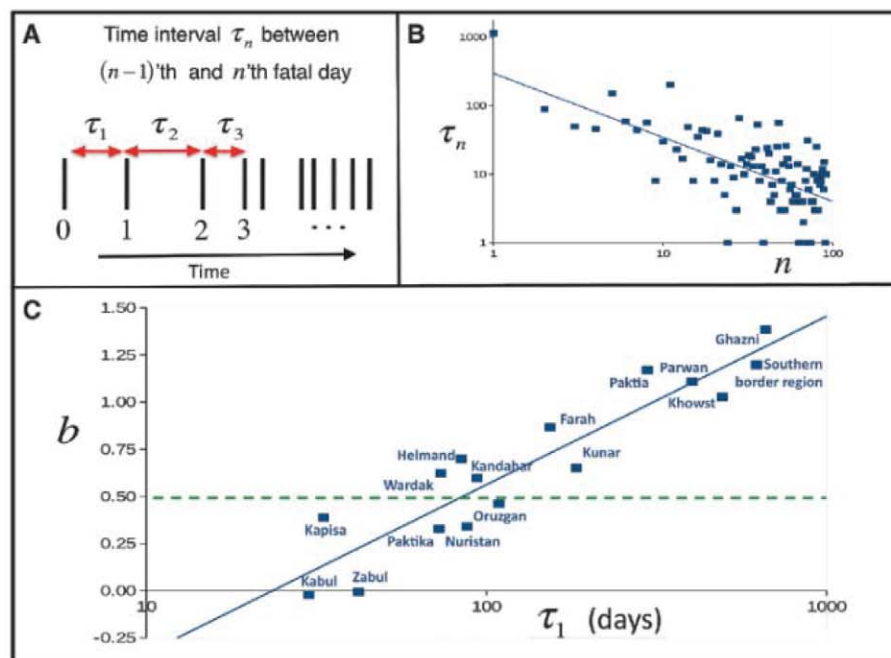 A
Time interval τn between
(n−1)'th and n'th fatal day
τ1 τ2 τ3
0 1 2 3
...
Time
B
1000
100
τn
10
1
1 10 n 100
C
1.50
1.25
1.00
b
0.75
0.50
0.25
0.00
-0.25
Ghazni
Parwan
Southern
border region
Paktia
Khowst
Farah
Helmand
Kandahar
Kunar
Wardak
Kapisa
Oruzgan
Paktika
Nuristan
Kabul
Zabul
10 100 τ1 (days) 1000